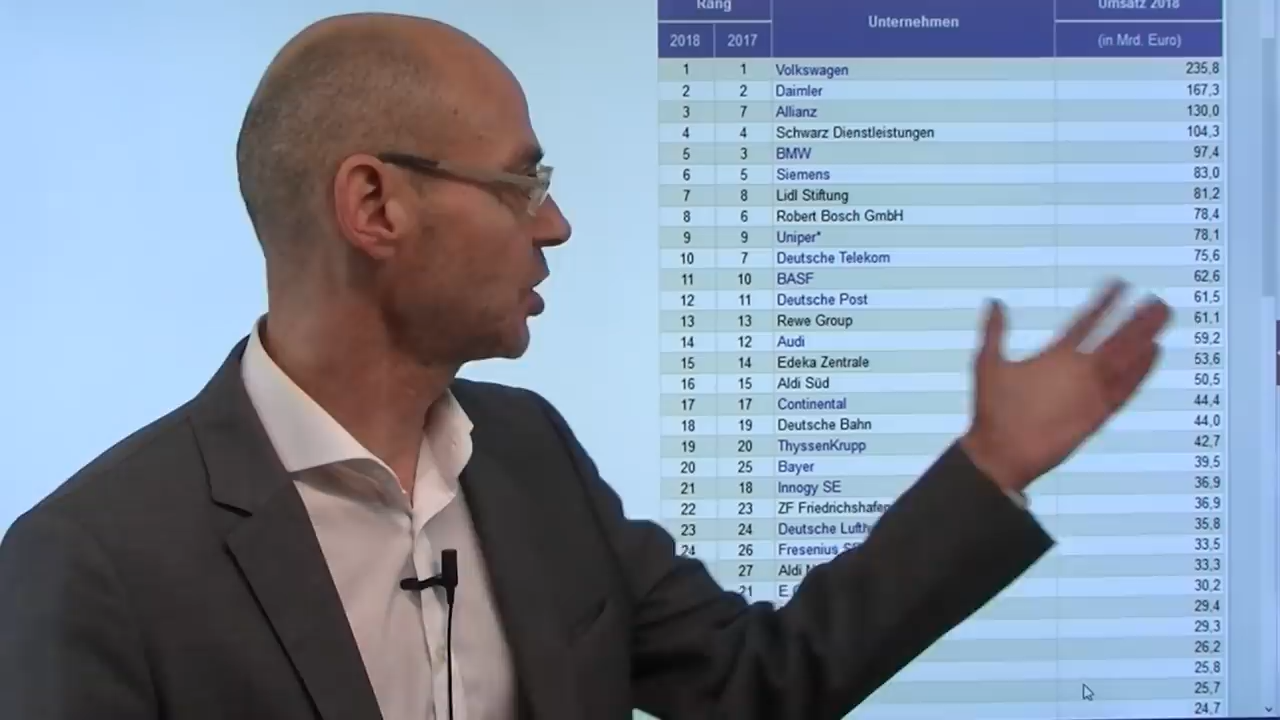 Rang Umsatz 2018
Unternehmen
2018 2017 (in Mrd. Euro)
1 1 Volkswagen 235,8
2 2 Daimler 167,3
3 7 Allianz 130,0
4 4 Schwarz Dienstleistungen 104,3
5 3 BMW 97,4
6 5 Siemens 83,0
7 8 Lidl Stiftung 81,2
8 6 Robert Bosch GmbH 78,4
9 9 Uniper* 78,1
10 7 Deutsche Telekom 75,6
11 10 BASF 62,6
12 11 Deutsche Post 61,5
13 13 Rewe Group 61,1
14 12 Audi 59,2
15 14 Edeka Zentrale 53,6
16 15 Aldi Süd 50,5
17 17 Continental 44,4
18 19 Deutsche Bahn 44,0
19 20 ThyssenKrupp 42,7
20 25 Bayer 39,5
21 18 Innogy SE 36,9
22 23 ZF Friedrichshafen 36,9
23 24 Deutsche 35,8
24 26 Fresenius 33,5
27 Aldi 33,3
21 30,2
29,4
29,3
26,2
25,8
25,7
24,7